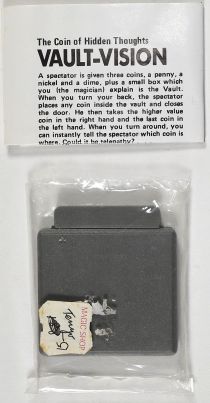 The Coin of Hidden Thoughts
VAULT-VISION
A spectator is given three coins, a penny, a
nickel and a dime, plus a small box which
you (the magician) explain is the Vault.
When you turn your back, the spectator
places any coin inside the vault and closes
the door. He then takes the higher value
coin in the right hand and the last coin in
the left hand. When you turn around, you
can instantly tell the spectator which coin is
where. Could it be telepathy?
MAGIC SHOP